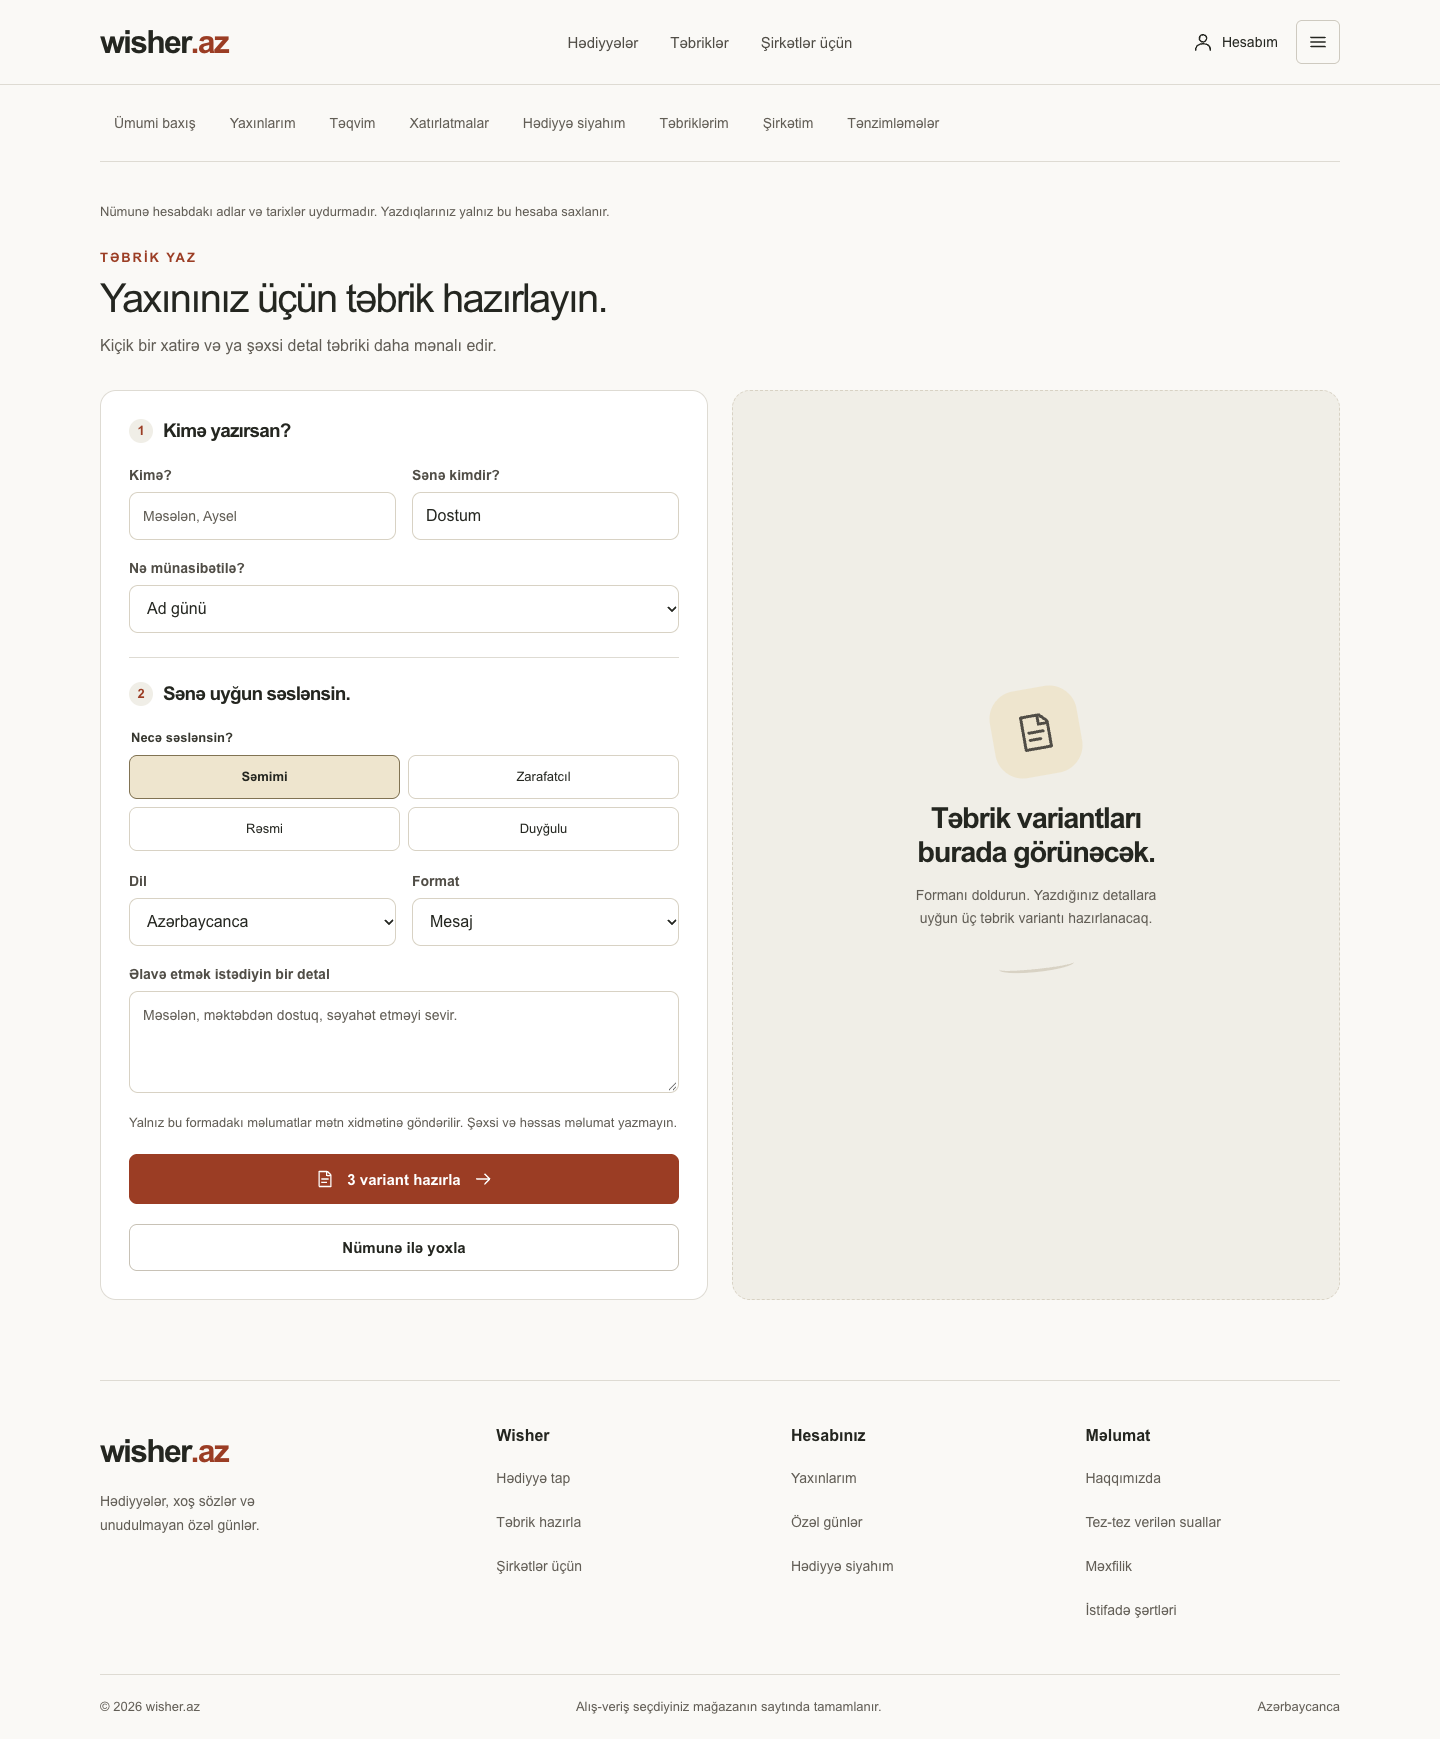 wisher.az
Hədiyyələr
Təbriklər
Şirkətlər üçün
Hesabım
Ümumi baxış
Yaxınlarım
Təqvim
Xatırlatmalar
Hədiyyə siyahım
Təbriklərim
Şirkətim
Tənzimləmələr
Nümunə hesabdakı adlar və tarixlər uydurmadır. Yazdıqlarınız yalnız bu hesaba saxlanır.
TƏBRİK YAZ
Yaxınınız üçün təbrik hazırlayın.
Kiçik bir xatirə və ya şəxsi detal təbriki daha mənalı edir.
1 Kimə yazırsan?
Kimə?
Sənə kimdir?
Məsələn, Aysel
Dostum
Nə münasibətilə?
Ad günü
2 Sənə uyğun səslənsin.
Necə səslənsin?
Səmimi
Zarafatcıl
Rəsmi
Duyğulu
Dil
Format
Azərbaycanca
Mesaj
Əlavə etmək istədiyin bir detal
Məsələn, məktəbdən dostuq, səyahət etməyi sevir.
Yalnız bu formadakı məlumatlar mətn xidmətinə göndərilir. Şəxsi və həssas məlumat yazmayın.
3 variant hazırla
Nümunə ilə yoxla
Təbrik variantları
burada görünəcək.
Formanı doldurun. Yazdığınız detallara
uyğun üç təbrik variantı hazırlanacaq.
wisher.az
Hədiyyələr, xoş sözlər və
unudulmayan özəl günlər.
Wisher
Hədiyyə tap
Təbrik hazırla
Şirkətlər üçün
Hesabınız
Yaxınlarım
Özəl günlər
Hədiyyə siyahım
Məlumat
Haqqımızda
Tez-tez verilən suallar
Məxfilik
İstifadə şərtləri
© 2026 wisher.az
Alış-veriş seçdiyiniz mağazanın saytında tamamlanır.
Azərbaycanca